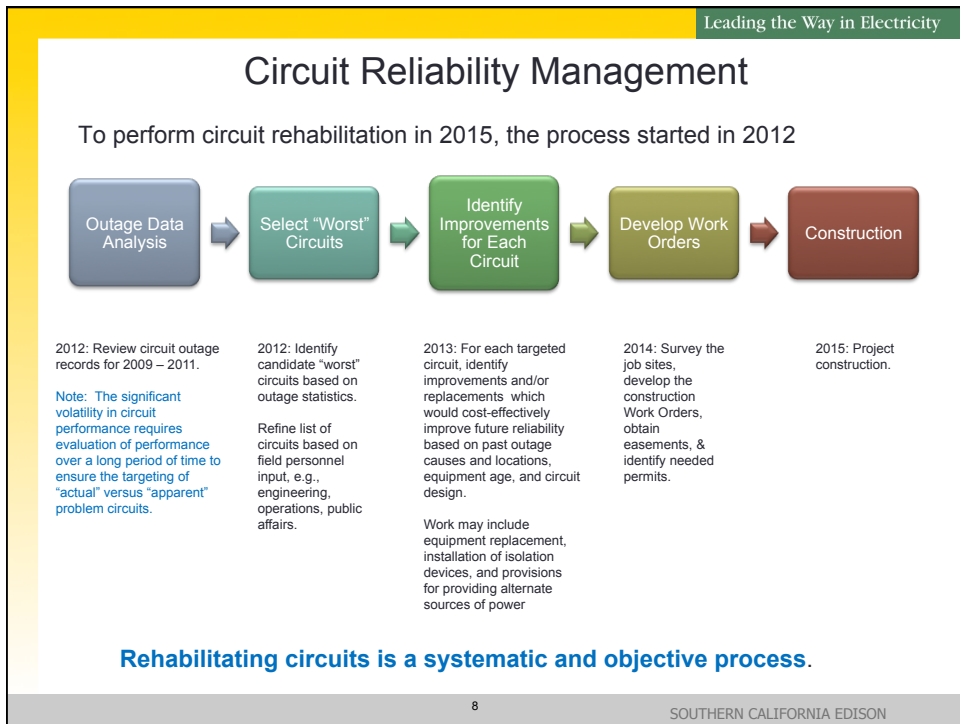 Leading the Way in Electricity
Circuit Reliability Management
To perform circuit rehabilitation in 2015, the process started in 2012
Outage Data
Analysis
Select “Worst”
Circuits
Identify
Improvements
for Each
Circuit
Develop Work
Orders
Construction
2012: Review circuit outage
records for 2009 – 2011.
Note:  The significant
volatility in circuit
performance requires
evaluation of performance
over a long period of time to
ensure the targeting of
“actual” versus “apparent”
problem circuits.
2012: Identify
candidate “worst”
circuits based on
outage statistics.
Refine list of
circuits based on
field personnel
input, e.g.,
engineering,
operations, public
affairs.
2013: For each targeted
circuit, identify
improvements and/or
replacements  which
would cost-effectively
improve future reliability
based on past outage
causes and locations,
equipment age, and circuit
design.
Work may include
equipment replacement,
installation of isolation
devices, and provisions
for providing alternate
sources of power
2014: Survey the
job sites,
develop the
construction
Work Orders,
obtain
easements, &
identify needed
permits.
2015: Project
construction.
Rehabilitating circuits is a systematic and objective process.
8
SOUTHERN CALIFORNIA EDISON